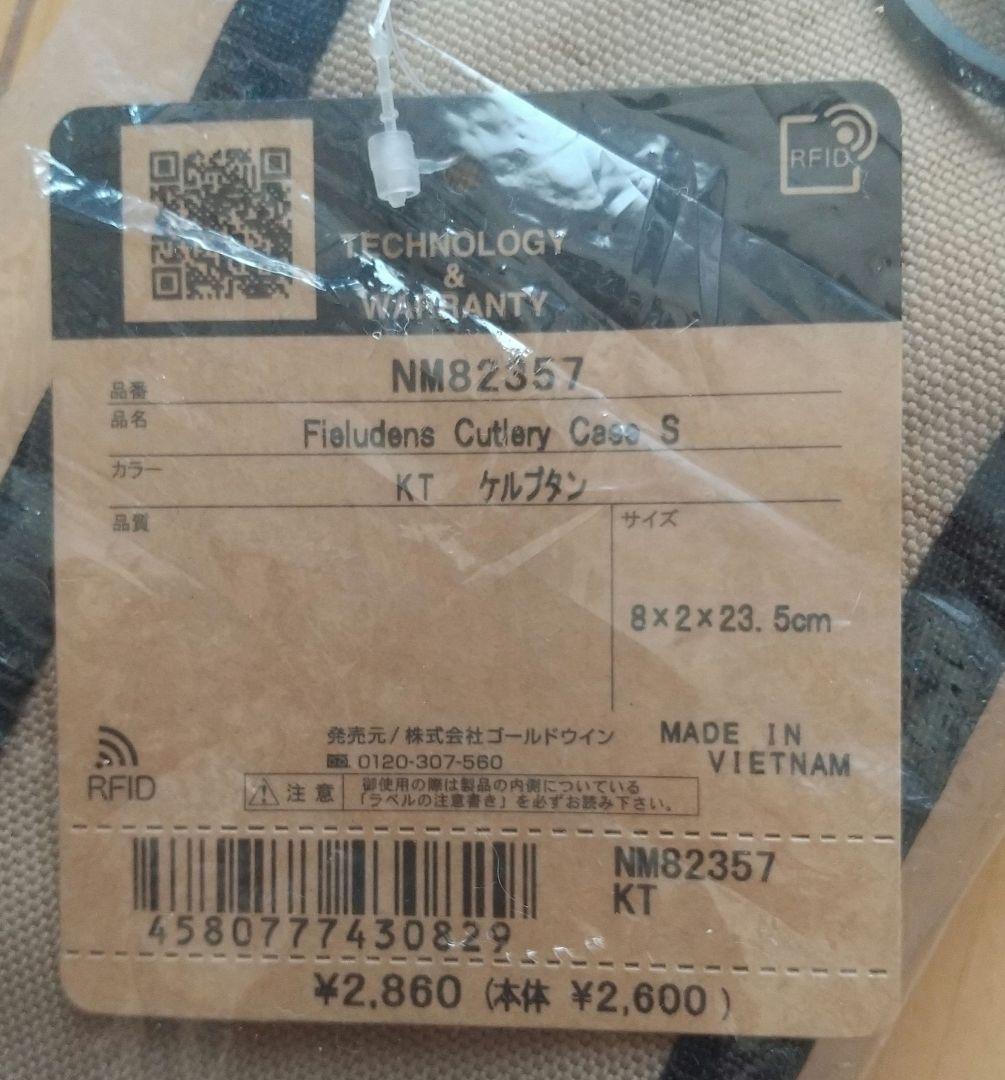 RFID
TECHNOLOGY
&
WARRANTY
品番 NM82357
品名 Fieludens Cutlery Case S
カラー KT ケルプタン
品質
サイズ
8×2×23.5cm
発売元/株式会社ゴールドウイン
0120-307-560
MADE IN
VIETNAM
RFID
注意
御使用の際は製品の内側についている
「ラベルの注意書き」を必ずお読み下さい。
NM82357
KT
4580777430829
¥2,860 (本体 ¥2,600)